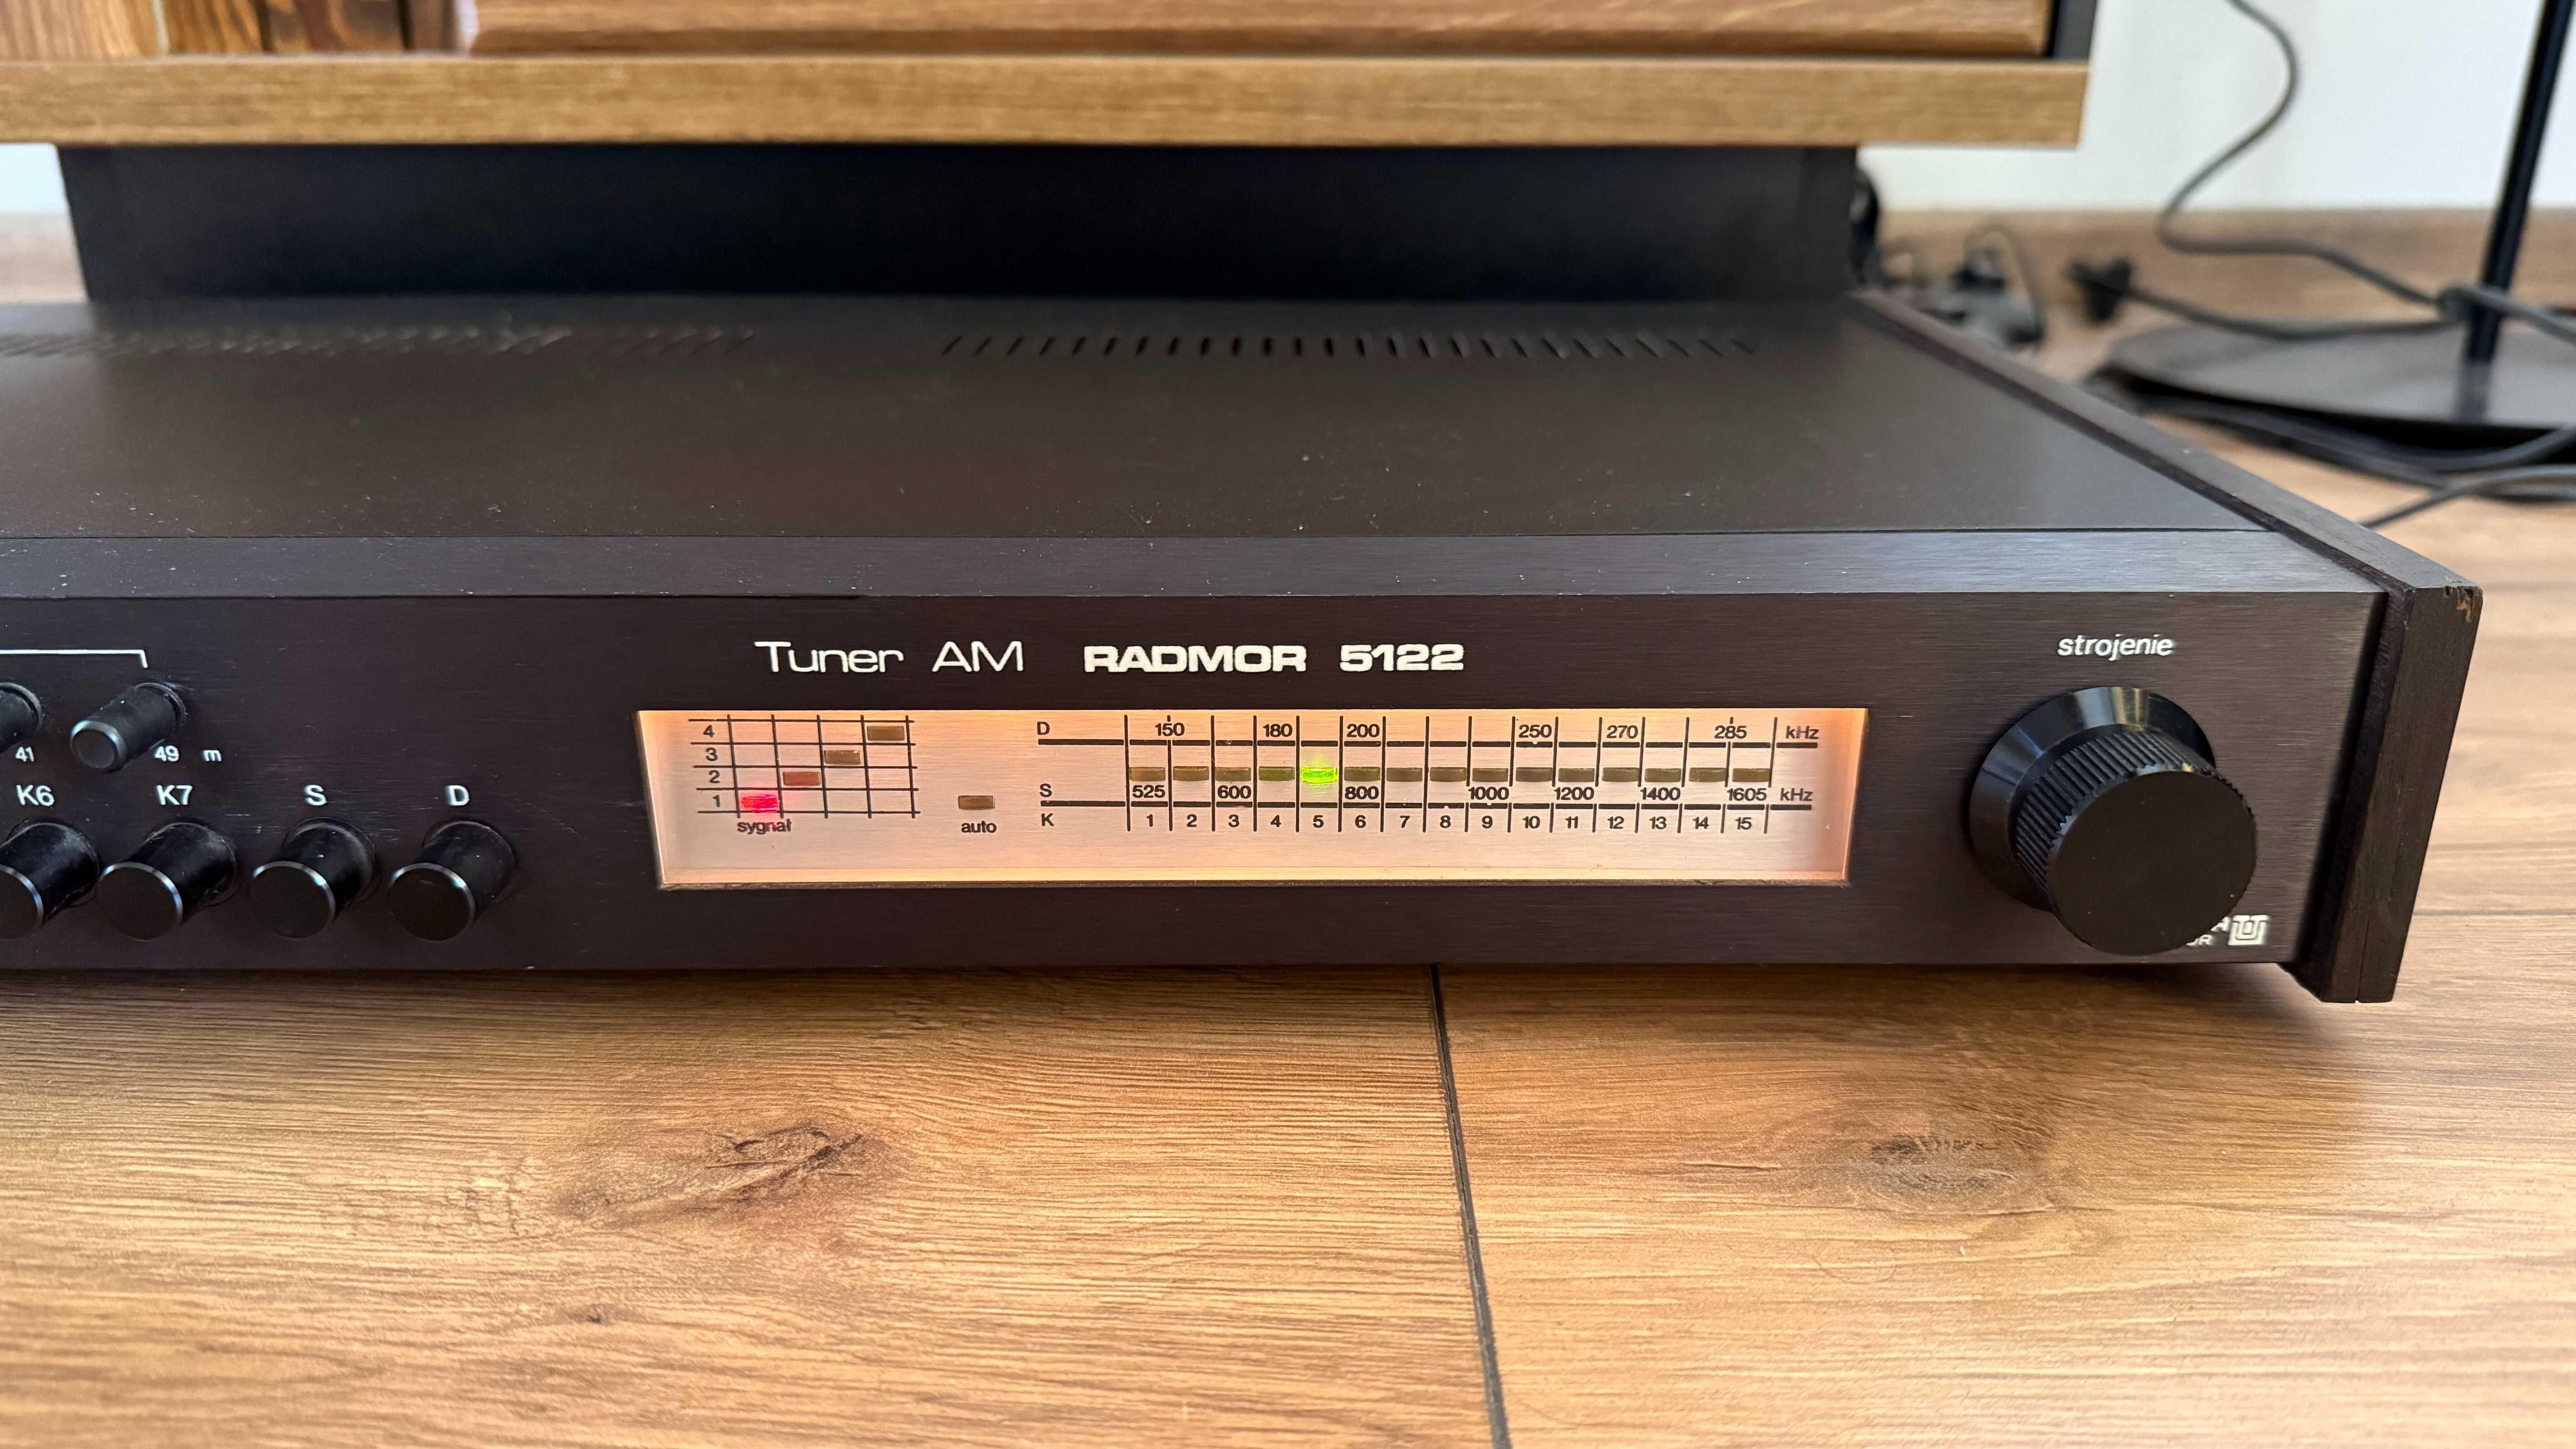 Tuner AM RADMOR 5122
strojenie
41 49 m
K6 K7 S D
4
3
2
1
sygnał
auto
D 150 180 200 250 270 285 kHz
S 525 600 800 1000 1200 1400 1605 kHz
K 1 2 3 4 5 6 7 8 9 10 11 12 13 14 15